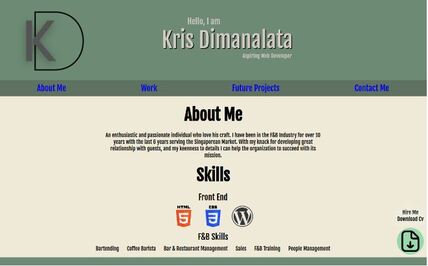 KD
Hello, I am
Kris Dimanalata
Aspiring Web Developer
About Me Work Future Projects Contact Me
About Me
An enthusiastic and passionate individual who love his craft. I have been in the F&B Industry for over 10
years with the last 6 years serving the Singaporean Market. With my knack for developing great
relationship with guests, and my keenness to details I can help the organization to succeed with its
mission.
Skills
Front End
HTML CSS
5 3 W
F&B Skills
Bartending Coffee Barista Bar & Restaurant Management Sales F&B Training People Management
Hire Me
Download Cv